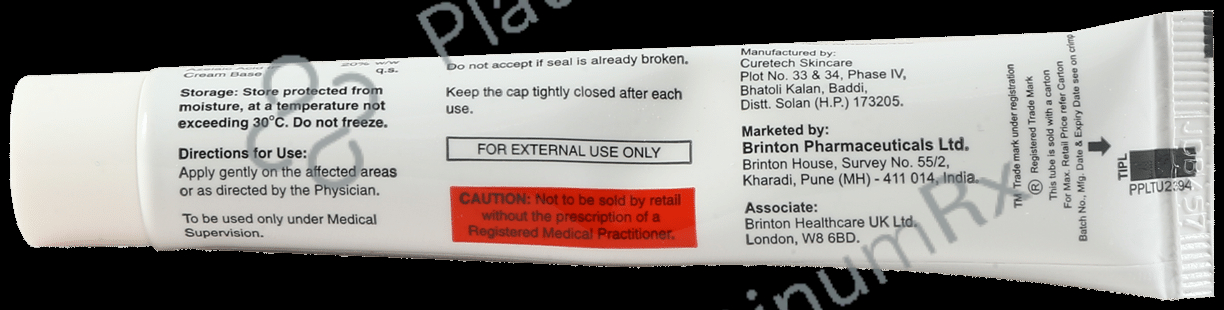 20% w/w
Cream Base q.s.
Storage: Store protected from
moisture, at a temperature not
exceeding 30°C. Do not freeze.
Directions for Use:
Apply gently on the affected areas
or as directed by the Physician.
To be used only under Medical
Supervision.
Do not accept if seal is already broken.
Keep the cap tightly closed after each
use.
FOR EXTERNAL USE ONLY
CAUTION: Not to be sold by retail
without the prescription of a
Registered Medical Practitioner.
Manufactured by:
Curetech Skincare
Plot No. 33 & 34, Phase IV,
Bhatoli Kalan, Baddi,
Distt. Solan (H.P.) 173205.
Marketed by:
Brinton Pharmaceuticals Ltd.
Brinton House, Survey No. 55/2,
Kharadi, Pune (MH) - 411 014, India.
Associate:
Brinton Healthcare UK Ltd.
London, W8 6BD.
TM Trade mark under registration
® Registered Trade Mark
This tube is sold with a carton
For Max. Retail Price refer Carton
Batch No., Mfg. Date & Expiry Date see on crimp
TIPL
PPLTU2394